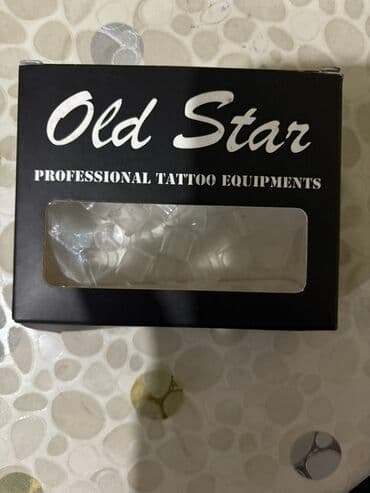 Old Star
PROFESSIONAL TATTOO EQUIPMENTS